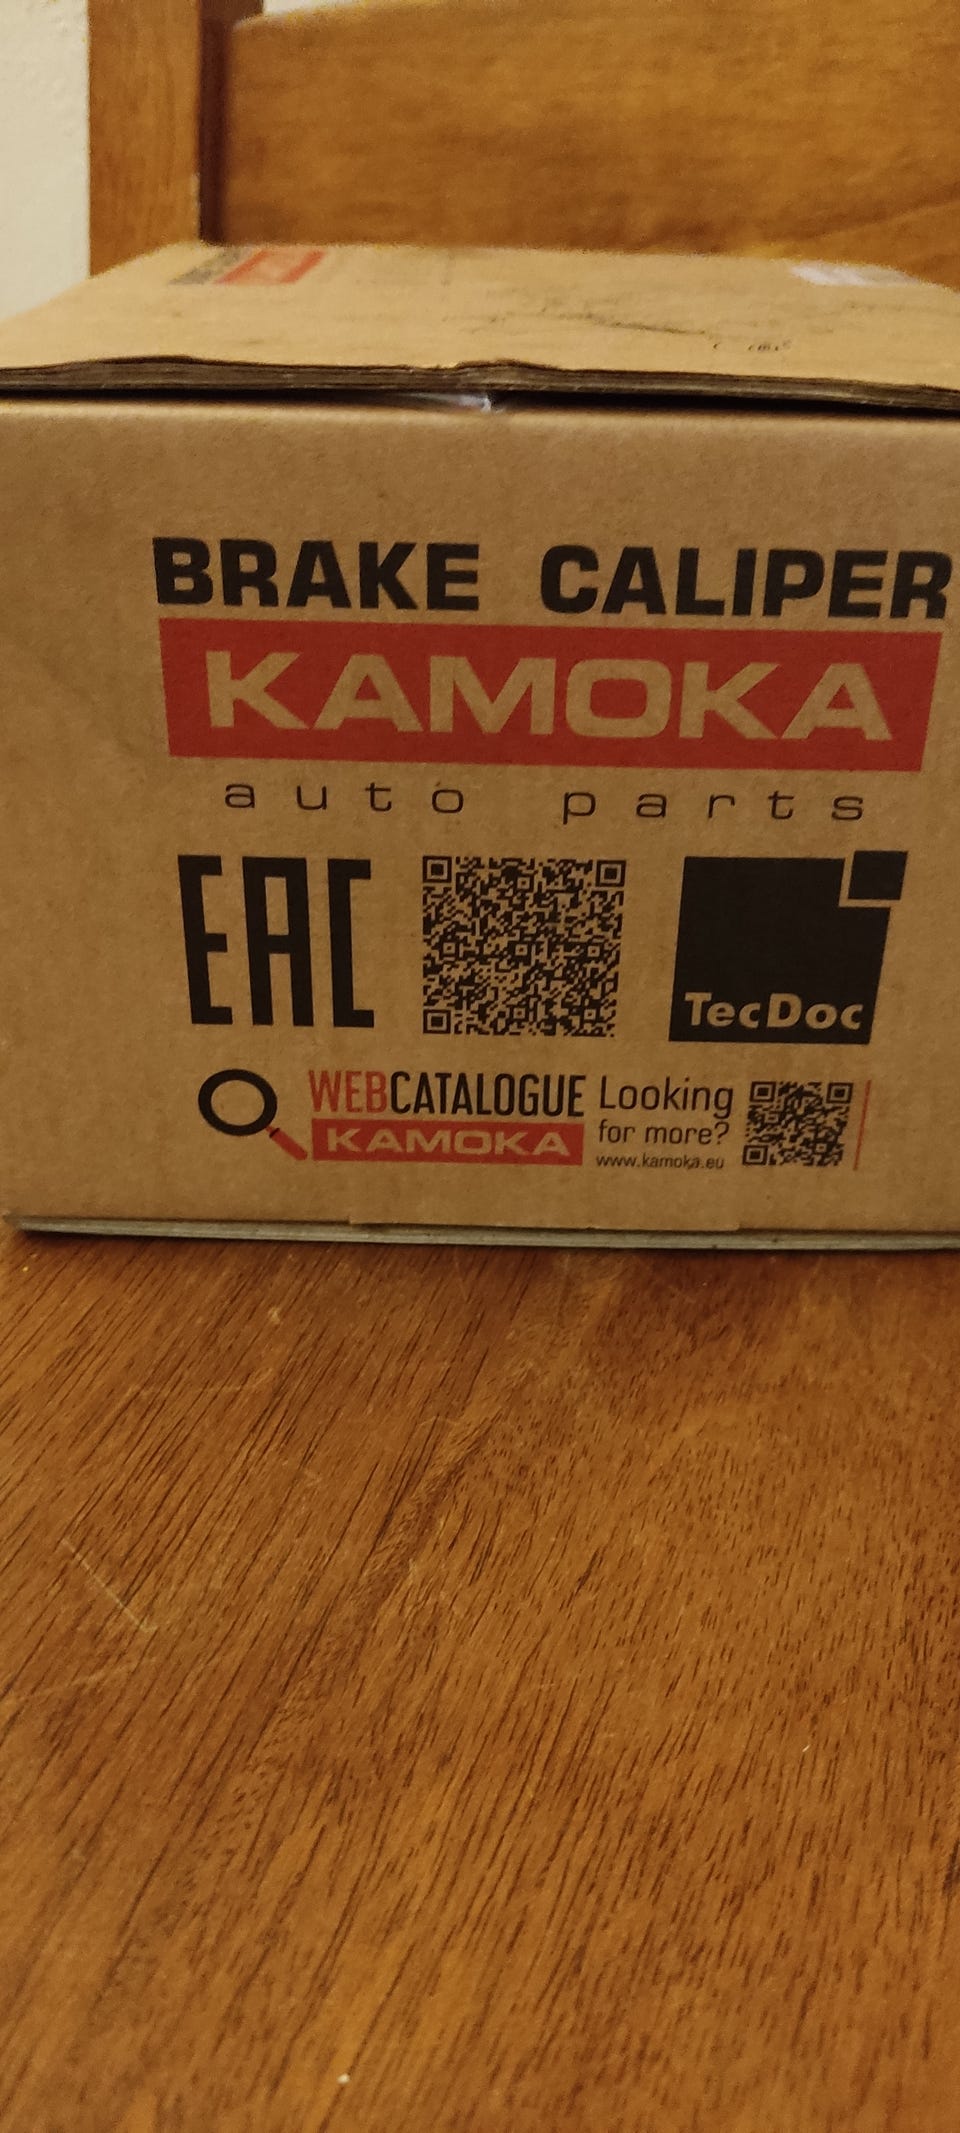 BRAKE CALIPER
KAMOKA
auto parts
EAC
TecDoc
WEBCATALOGUE
KAMOKA
Looking
for more?
www.kamoka.eu